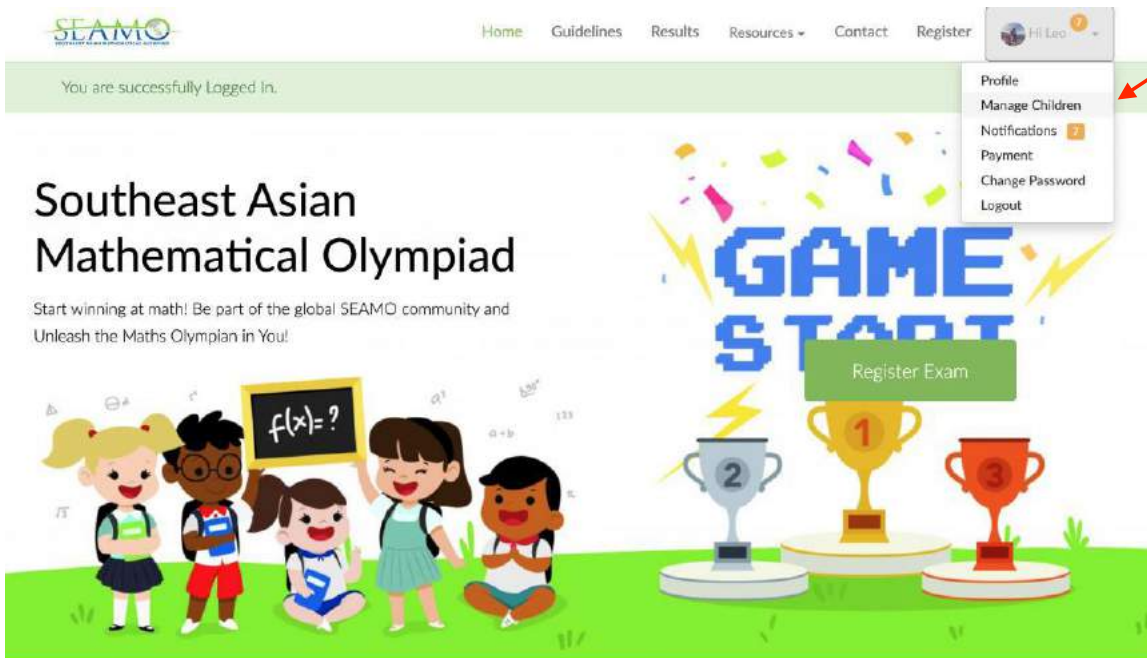 SEAMO
Home Guidelines Results Resources Contact Register Hi Leo 7
You are successfully Logged In.
Profile
Manage Children
Notifications 7
Payment
Change Password
Logout
Southeast Asian
Mathematical Olympiad
Start winning at math! Be part of the global SEAMO community and
Unleash the Maths Olympian in You!
GAME
START
Register Exam
f(x)=?
a+b
123
1
2
3